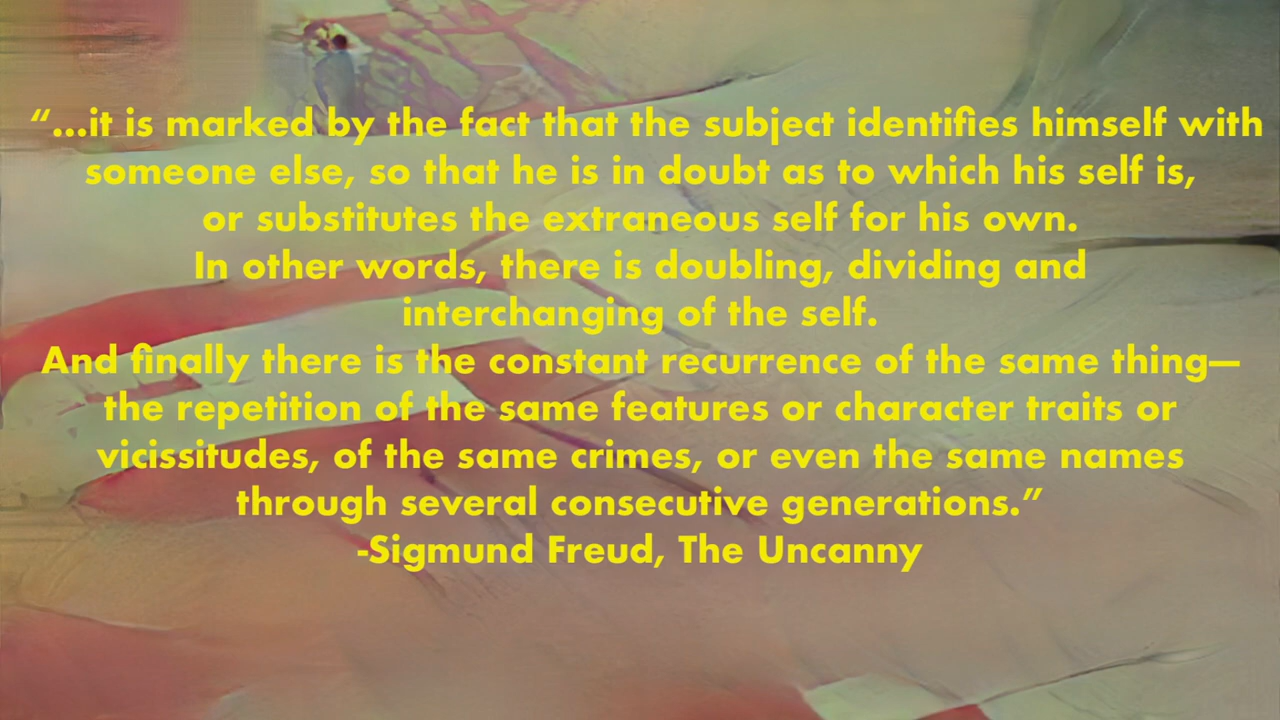 “...it is marked by the fact that the subject identifies himself with
someone else, so that he is in doubt as to which his self is,
or substitutes the extraneous self for his own.
In other words, there is doubling, dividing and
interchanging of the self.
And finally there is the constant recurrence of the same thing—
the repetition of the same features or character traits or
vicissitudes, of the same crimes, or even the same names
through several consecutive generations.”
-Sigmund Freud, The Uncanny